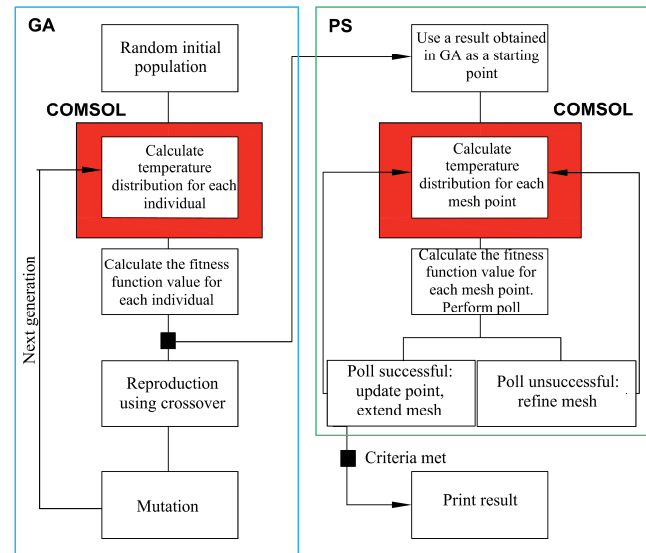 GA
Random initial
population
COMSOL
Calculate
temperature
distribution for each
individual
Calculate the fitness
function value for
each individual
Next generation
Reproduction
using crossover
Mutation
PS
Use a result obtained
in GA as a starting
point
COMSOL
Calculate
temperature
distribution for each
mesh point
Calculate the fitness
function value for
each mesh point.
Perform poll
Poll successful:
update point,
extend mesh
Poll unsuccessful:
refine mesh
Criteria met
Print result